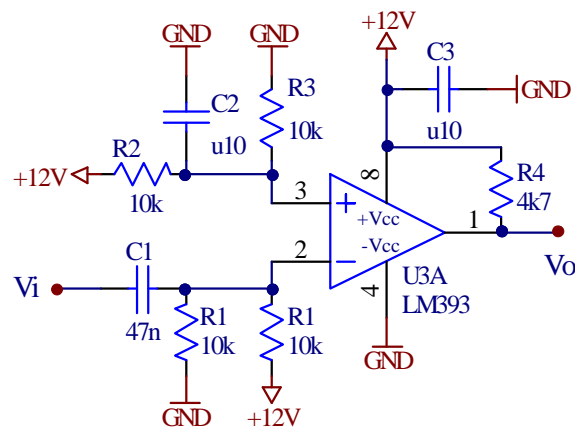 GND
GND
+12V
C3
C2
R3
GND
u10
10k
u10
R2
+12V
10k
8
R4
3
+
+Vcc
4k7
1
-Vcc
2
C1
Vi
U3A
Vo
4
LM393
47n
R1
R1
10k
10k
GND
GND
+12V